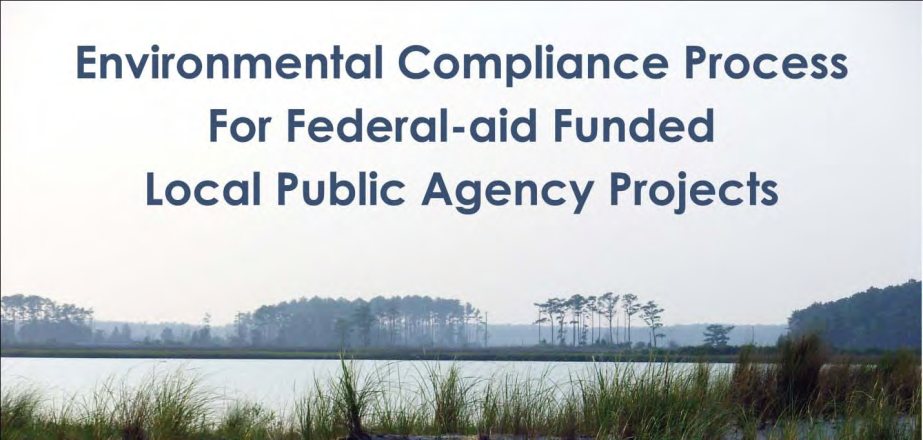 Environmental Compliance Process
For Federal-aid Funded
Local Public Agency Projects